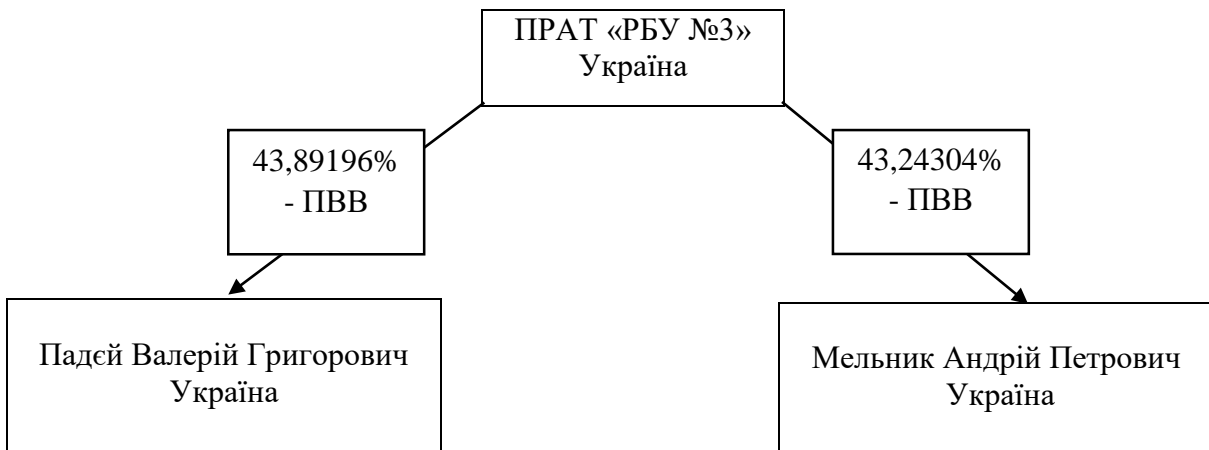 ПРАТ «РБУ №3»
Україна
43,89196%
- ПВВ
43,24304%
- ПВВ
Падєй Валерій Григорович
Україна
Мельник Андрій Петрович
Україна